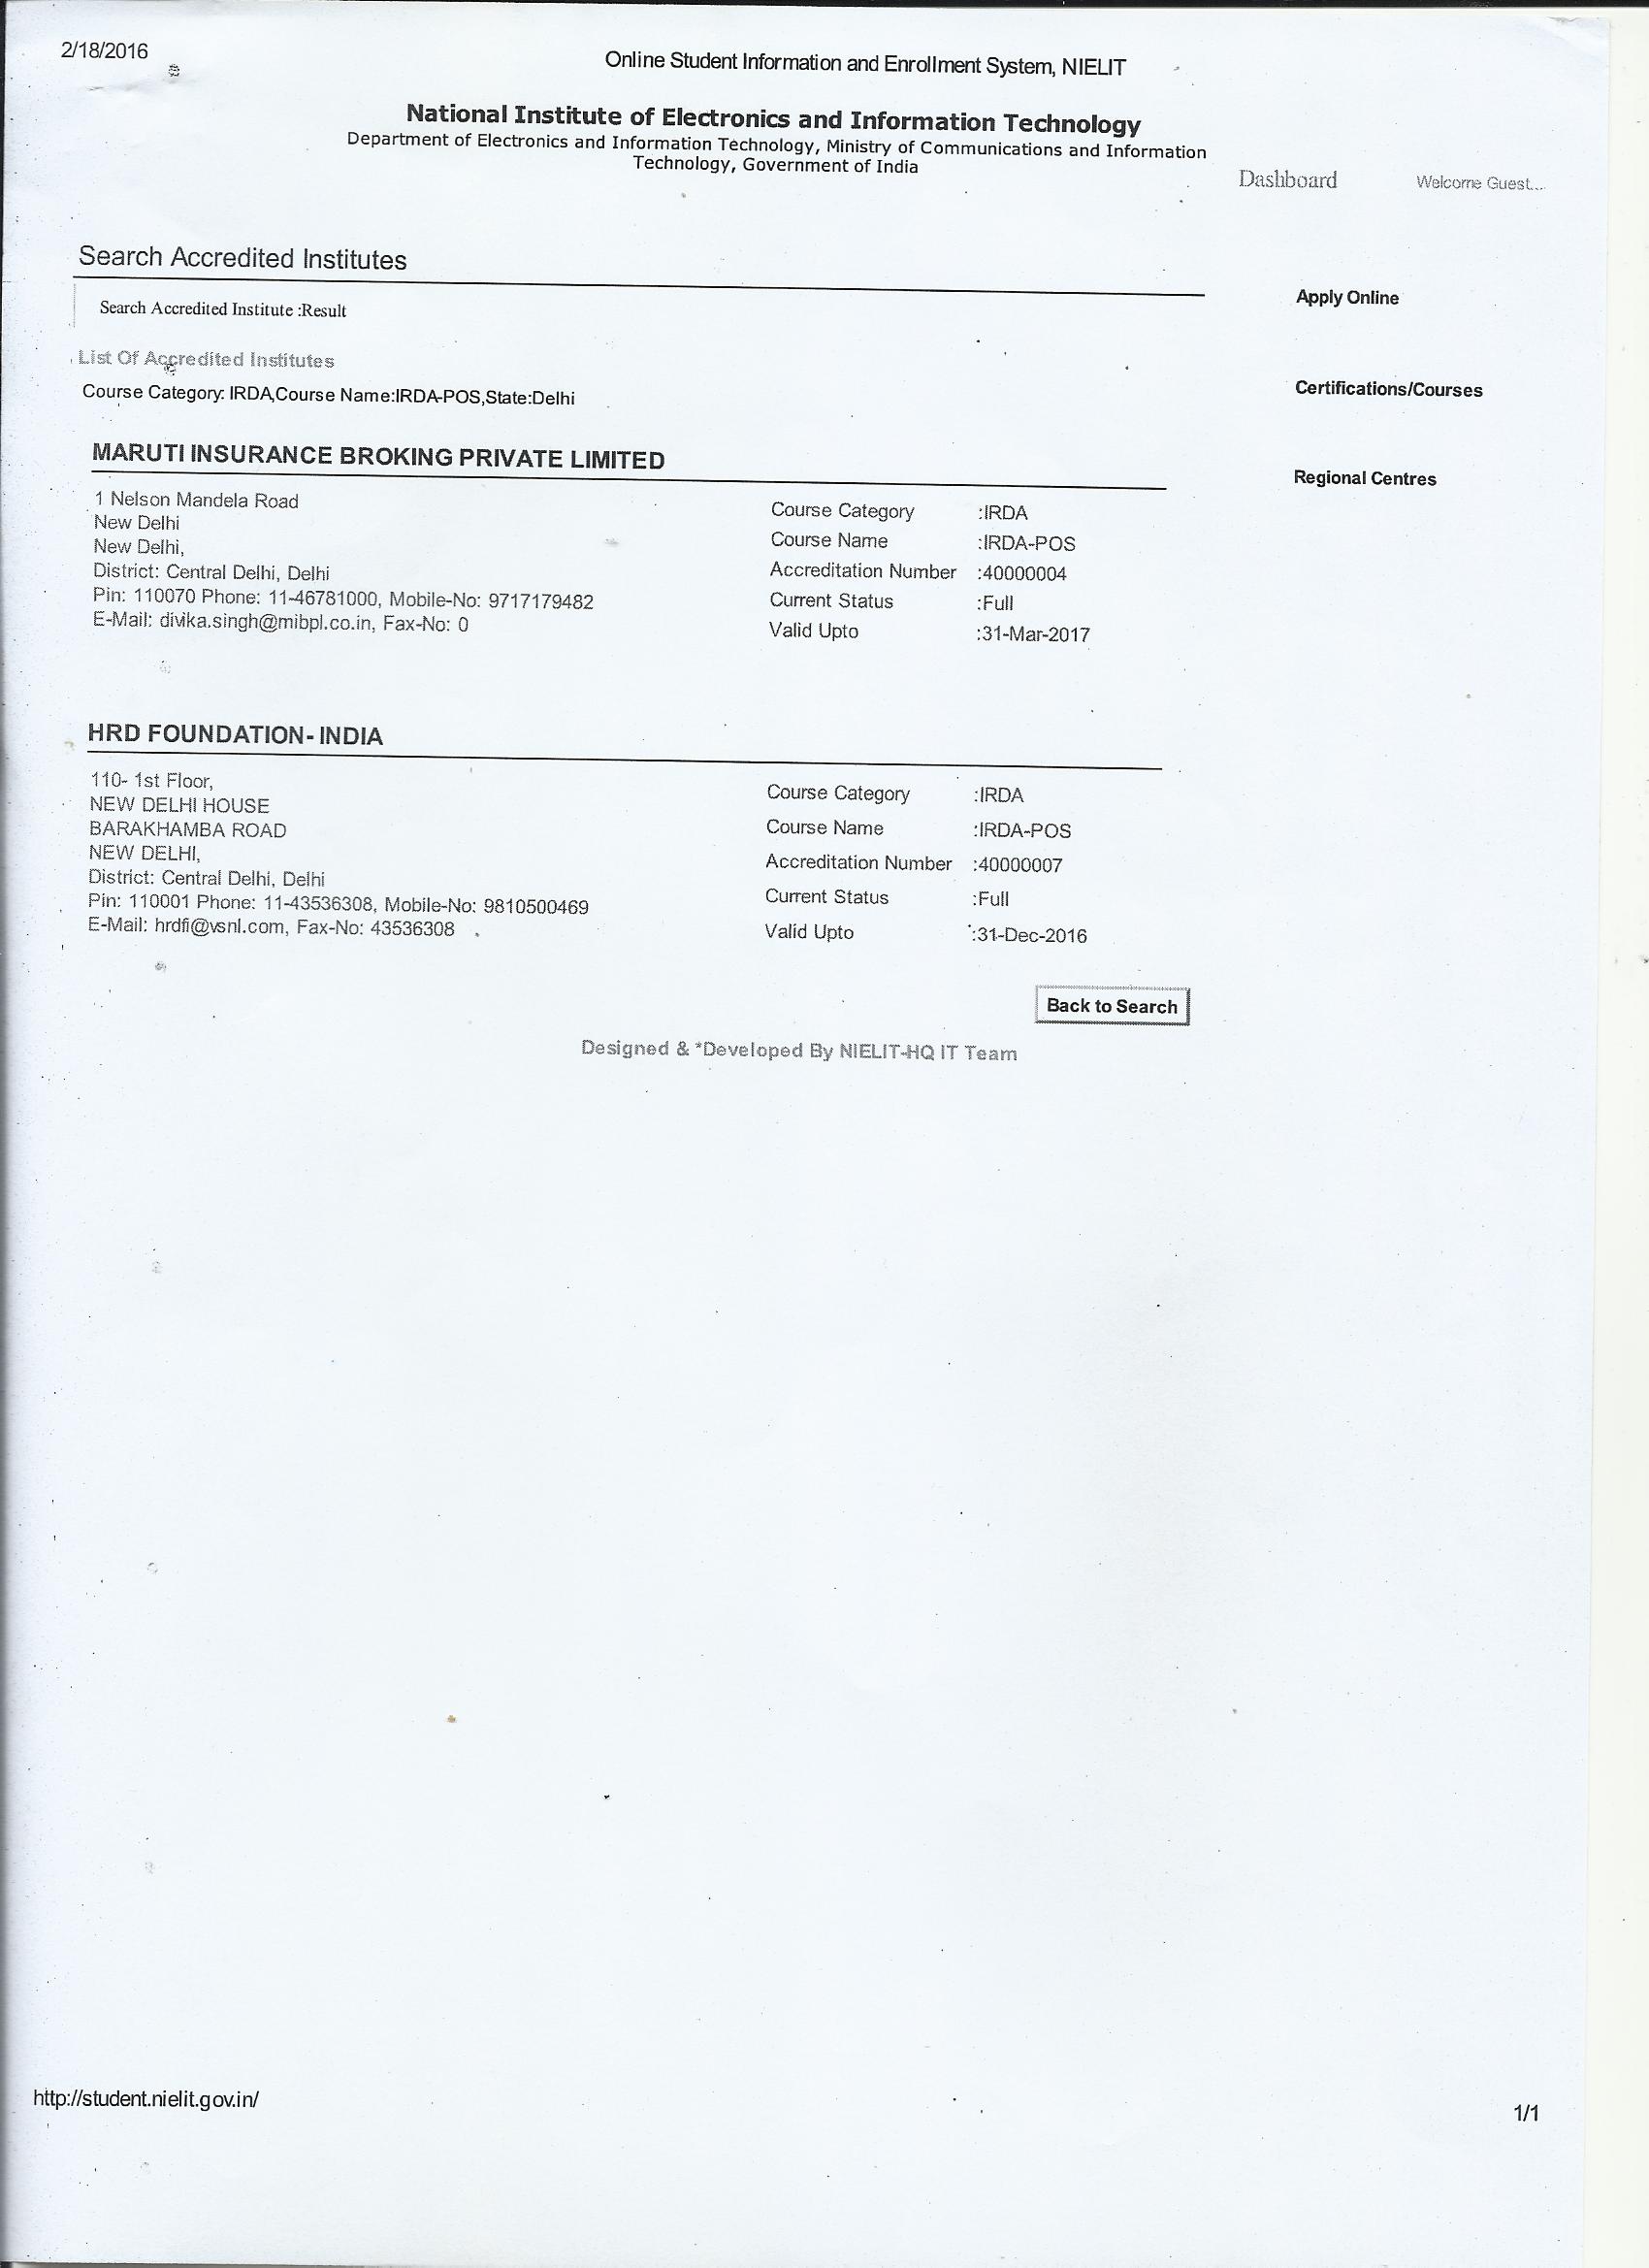 2/18/2016
Online Student Information and Enrollment System, NIELIT
National Institute of Electronics and Information Technology
Department of Electronics and Information Technology, Ministry of Communications and Information
Technology, Government of India
Dashboard
Welcome Guest...
Search Accredited Institutes
Search Accredited Institute :Result
Apply Online
List Of Accredited Institutes
Course Category: IRDA,Course Name:IRDA-POS,State:Delhi
Certifications/Courses
MARUTI INSURANCE BROKING PRIVATE LIMITED
Regional Centres
1 Nelson Mandela Road
New Delhi
New Delhi,
District: Central Delhi, Delhi
Pin: 110070 Phone: 11-46781000, Mobile-No: 9717179482
E-Mail: divika.singh@mibpl.co.in, Fax-No: 0
Course Category :IRDA
Course Name :IRDA-POS
Accreditation Number :40000004
Current Status :Full
Valid Upto :31-Mar-2017
HRD FOUNDATION- INDIA
110- 1st Floor,
NEW DELHI HOUSE
BARAKHAMBA ROAD
NEW DELHI,
District: Central Delhi, Delhi
Pin: 110001 Phone: 11-43536308, Mobile-No: 9810500469
E-Mail: hrdfi@vsnl.com, Fax-No: 43536308
Course Category :IRDA
Course Name :IRDA-POS
Accreditation Number :40000007
Current Status :Full
Valid Upto :31-Dec-2016
Back to Search
Designed & *Developed By NIELIT-HQ IT Team
http://student.nielit.gov.in/
1/1